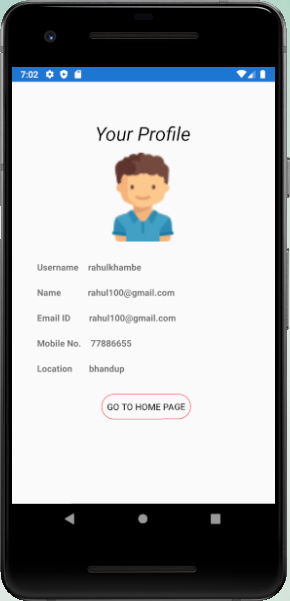 7:02
Your Profile
Username rahulkhambe
Name rahul100@gmail.com
Email ID rahul100@gmail.com
Mobile No. 77886655
Location bhandup
GO TO HOME PAGE